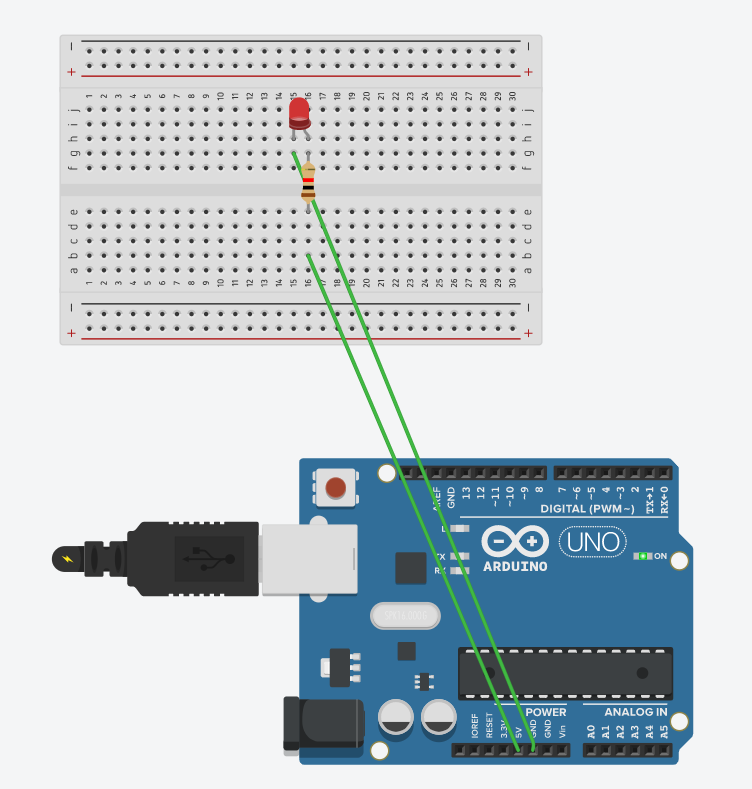 − −
+ +
1 2 3 4 5 6 7 8 9 10 11 12 13 14 15 16 17 18 19 20 21 22 23 24 25 26 27 28 29 30
j j
i i
h h
g g
f f
e e
d d
c c
b b
a a
1 2 3 4 5 6 7 8 9 10 11 12 13 14 15 16 17 18 19 20 21 22 23 24 25 26 27 28 29 30
− −
+ +
AREF GND 13 12 ~11 ~10 ~9 8 7 ~6 ~5 4 ~3 2 TX→1 RX←0
DIGITAL (PWM~)
L
TX
RX
UNO
ON
ARDUINO
POWER ANALOG IN
IOREF RESET 3.3V 5V GND GND Vin A0 A1 A2 A3 A4 A5